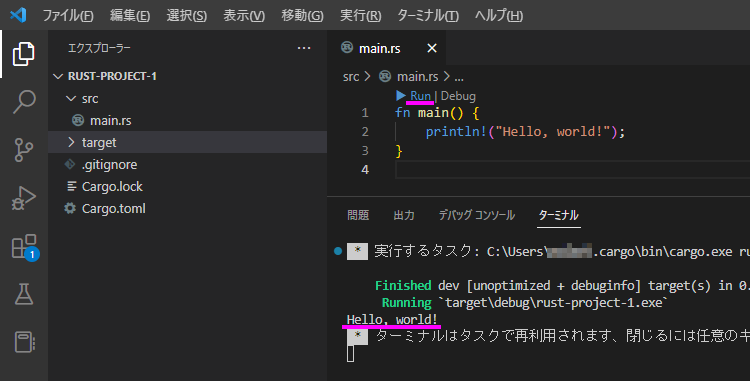 ファイル(F) 編集(E) 選択(S) 表示(V) 移動(G) 実行(R) ターミナル(T) ヘルプ(H)
エクスプローラー ...
RUST-PROJECT-1
src
main.rs
target
.gitignore
Cargo.lock
Cargo.toml
1
main.rs
src > main.rs > ...
Run | Debug
1 fn main() {
2 println!("Hello, world!");
3 }
4
問題 出力 デバッグ コンソール ターミナル
* 実行するタスク: C:\Users\ .cargo\bin\cargo.exe ru
Finished dev [unoptimized + debuginfo] target(s) in 0.
Running `target\debug\rust-project-1.exe`
Hello, world!
* ターミナルはタスクで再利用されます、閉じるには任意のキ